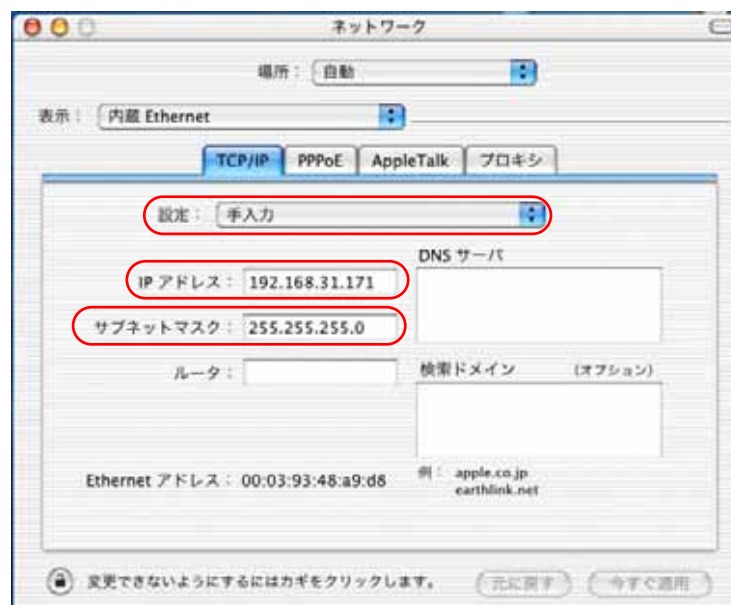 ネットワーク
場所： 自動
表示： 内蔵 Ethernet
TCP/IP PPPoE AppleTalk プロキシ
設定： 手入力
DNS サーバ
IP アドレス： 192.168.31.171
サブネットマスク： 255.255.255.0
ルータ：
検索ドメイン (オプション)
Ethernet アドレス： 00:03:93:48:a9:d8
例： apple.co.jp
earthlink.net
変更できないようにするにはカギをクリックします。 元に戻す 今すぐ適用